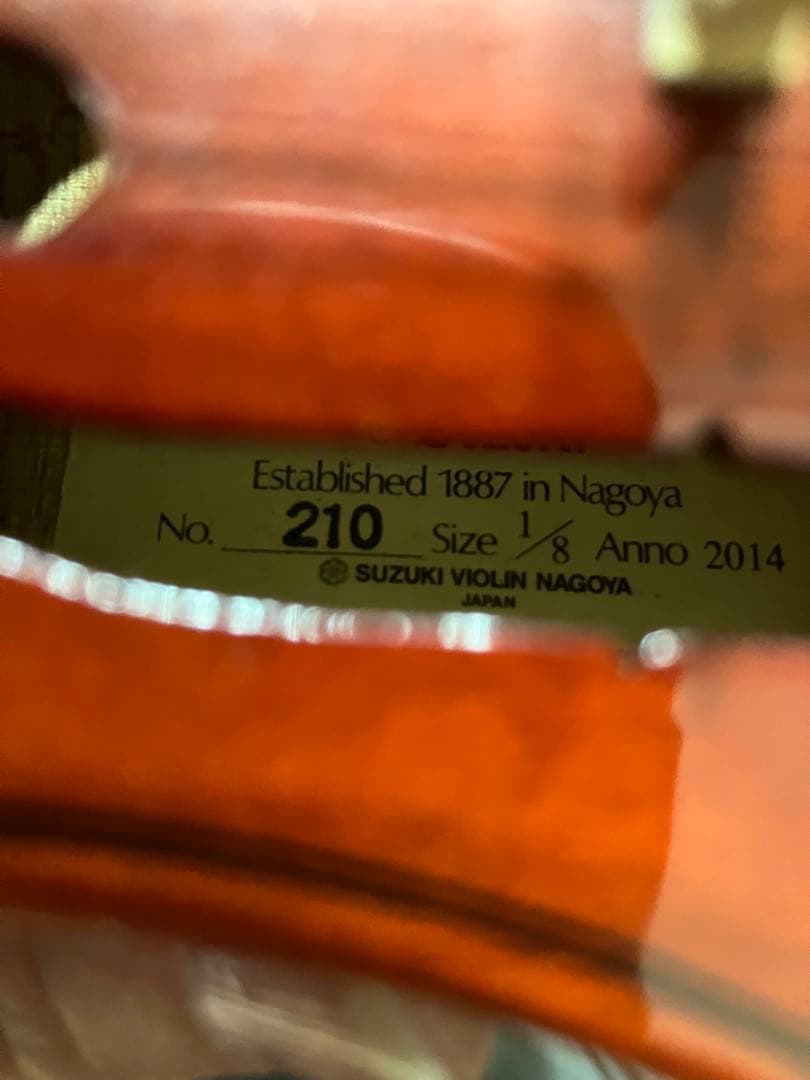 Established 1887 in Nagoya
No. 210 Size 1/8 Anno 2014
SUZUKI VIOLIN NAGOYA
JAPAN